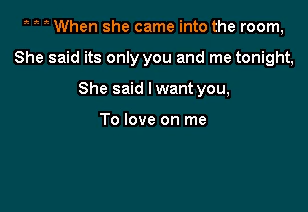 When she came into the room,
She said its only you and me tonight,
She said I want you,
To love on me